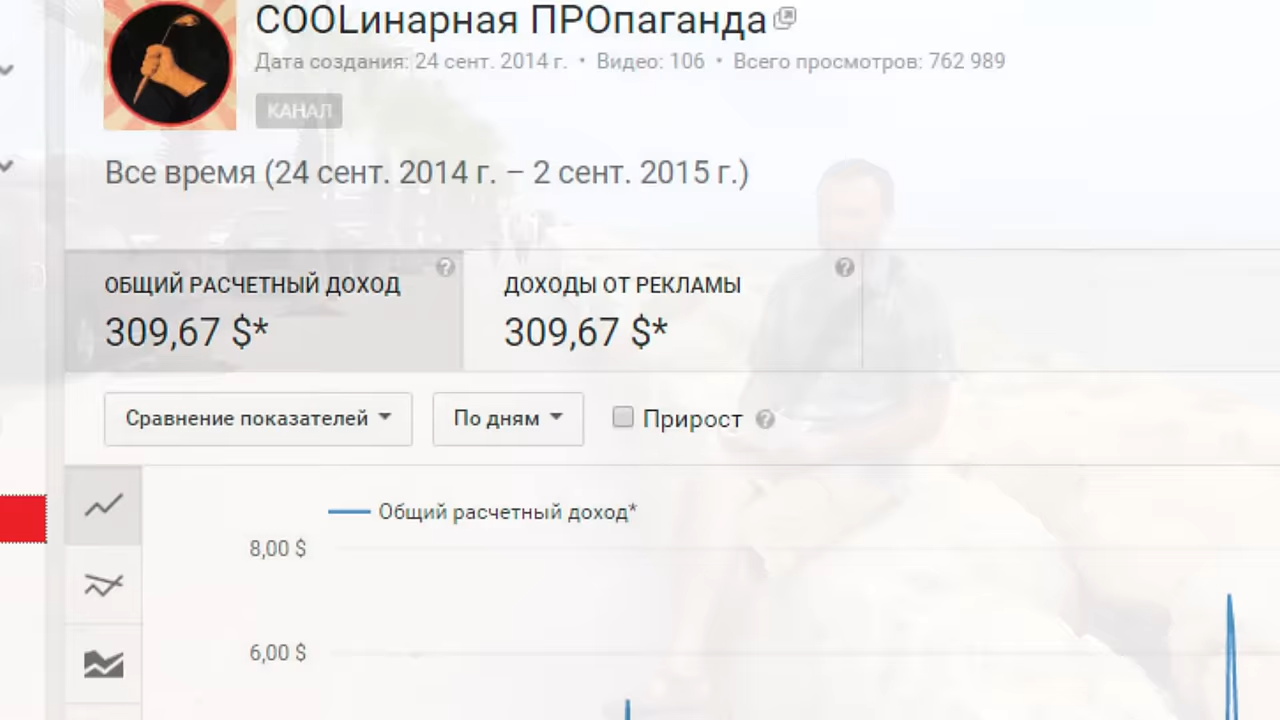 COOLинарная ПРОпаганда
Дата создания: 24 сент. 2014 г. • Видео: 106 • Всего просмотров: 762 989
КАНАЛ
Все время (24 сент. 2014 г. – 2 сент. 2015 г.)
ОБЩИЙ РАСЧЕТНЫЙ ДОХОД ?
309,67 $*
ДОХОДЫ ОТ РЕКЛАМЫ ?
309,67 $*
Сравнение показателей
По дням
Прирост ?
Общий расчетный доход*
8,00 $
6,00 $